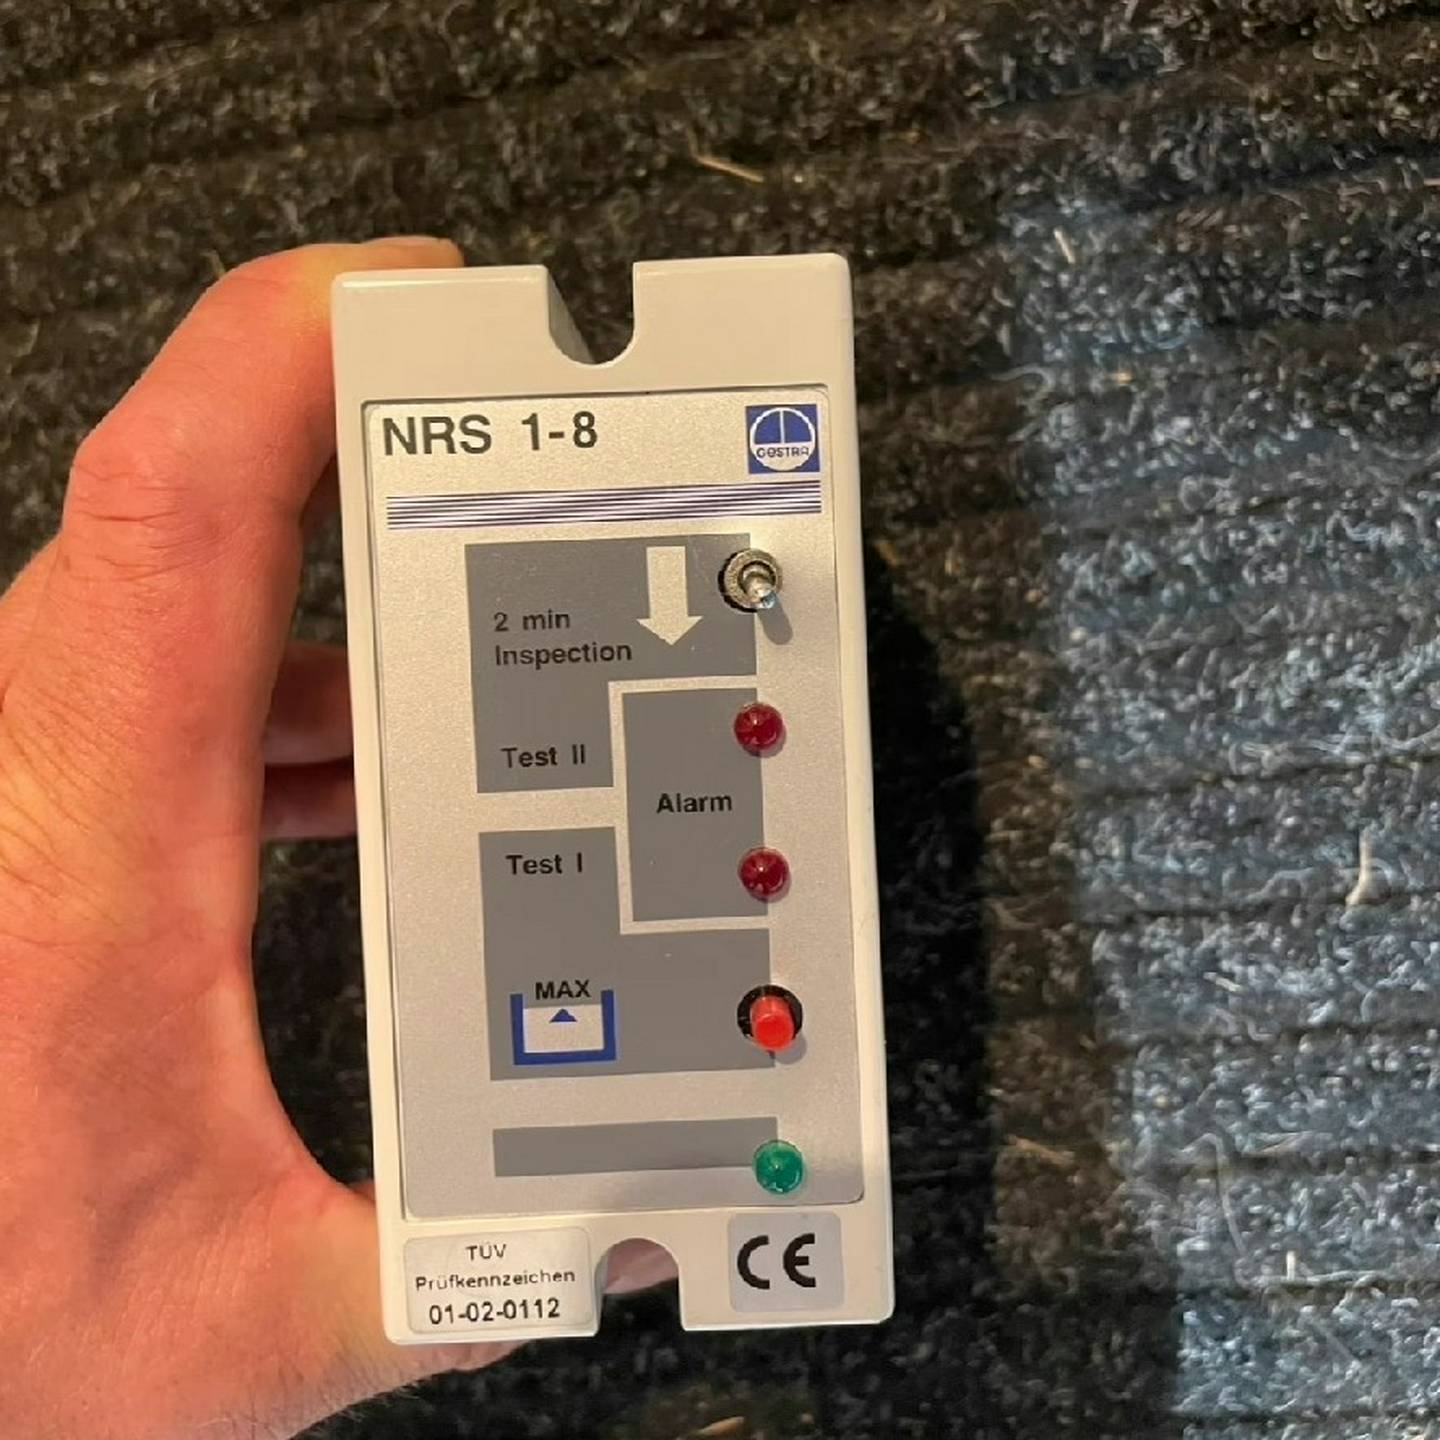 NRS 1-8
GESTRA
2 min
Inspection
Test II
Alarm
Test I
MAX
TÜV
Prüfkennzeichen
01-02-0112
CE